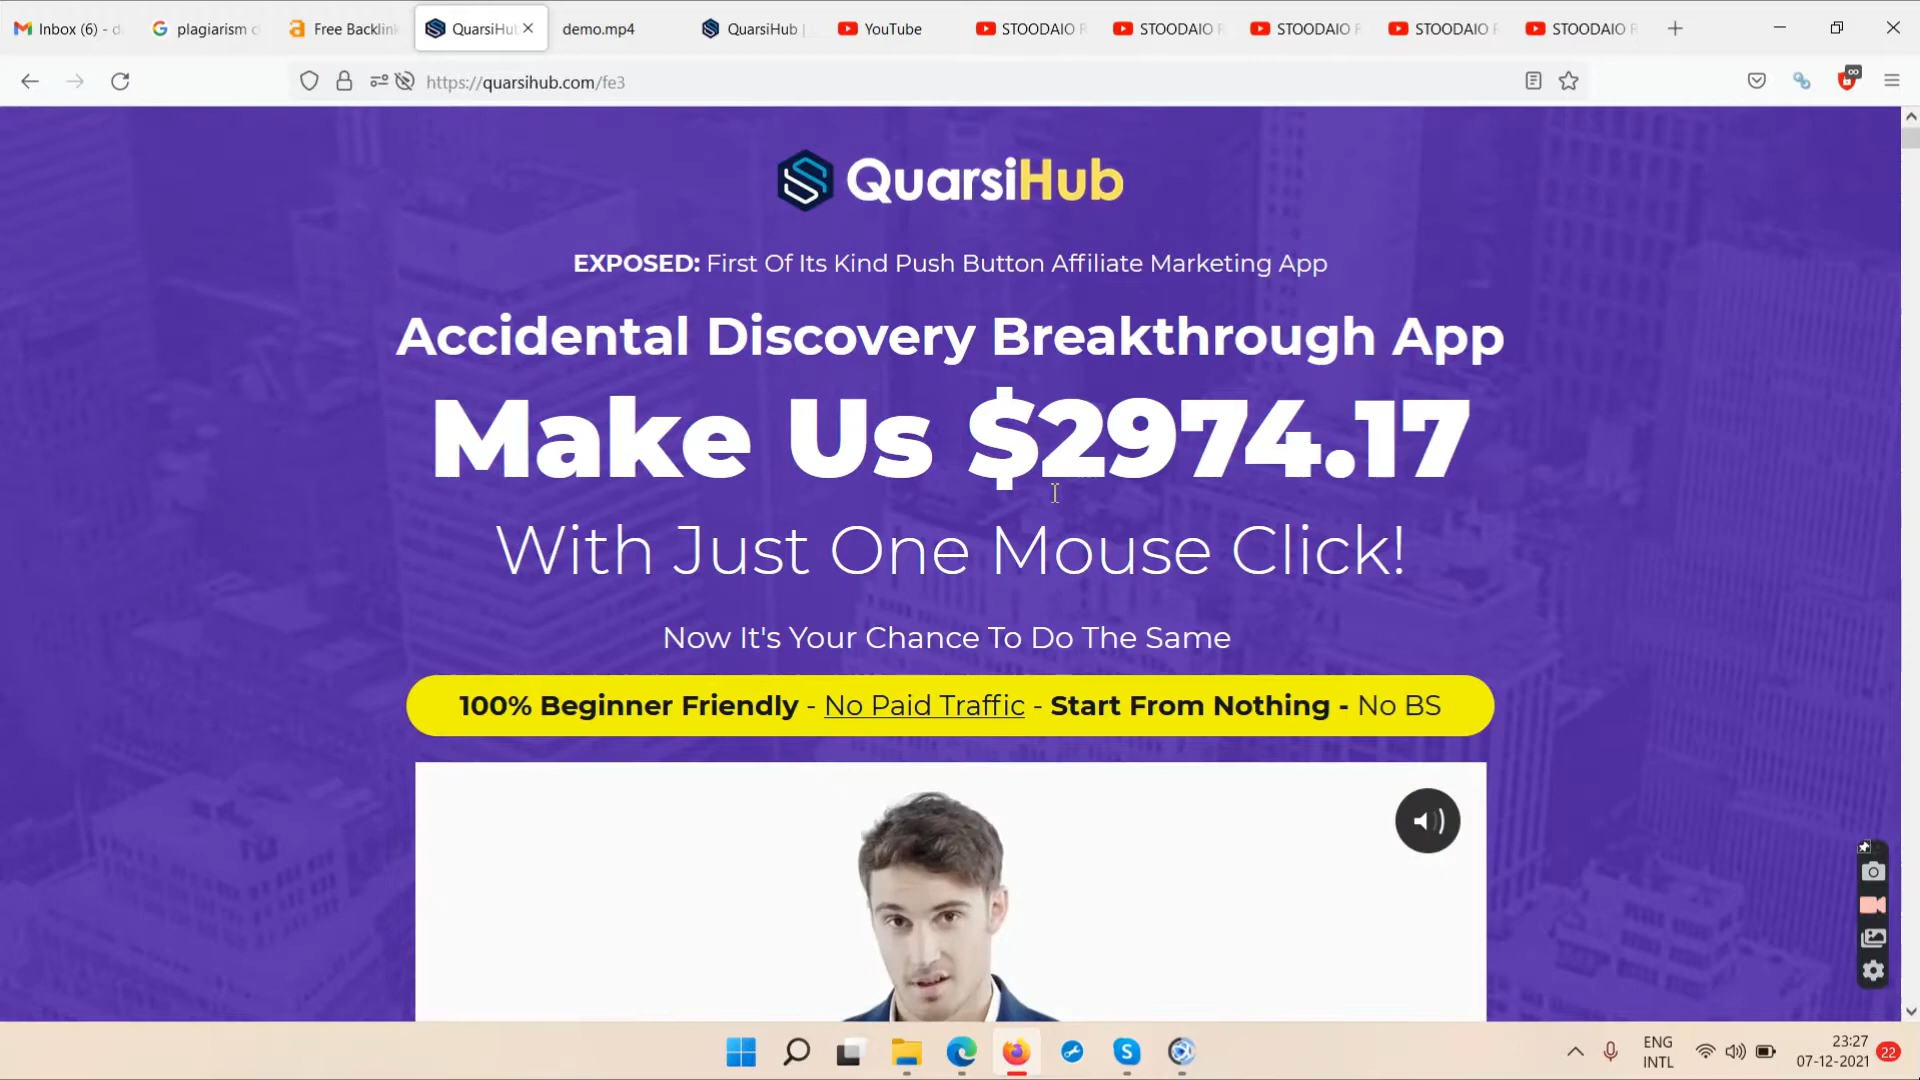 Inbox (6) - d
plagiarism c
Free Backlink
QuarsiHu
demo.mp4
QuarsiHub |
YouTube
STOODAIO R
STOODAIO R
STOODAIO R
STOODAIO R
STOODAIO R
https://quarsihub.com/fe3
QuarsiHub
EXPOSED: First Of Its Kind Push Button Affiliate Marketing App
Accidental Discovery Breakthrough App
Make Us $2974.17
With Just One Mouse Click!
Now It's Your Chance To Do The Same
100% Beginner Friendly - No Paid Traffic - Start From Nothing - No BS
ENG
INTL
23:27
07-12-2021
22